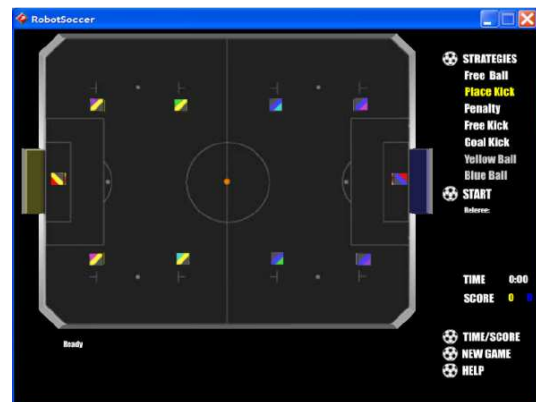 RobotSoccer
STRATEGIES
Free Ball
Place Kick
Penalty
Free Kick
Goal Kick
Yellow Ball
Blue Ball
START
Referee:
TIME 0:00
SCORE 0 0
Ready
TIME/SCORE
NEW GAME
HELP